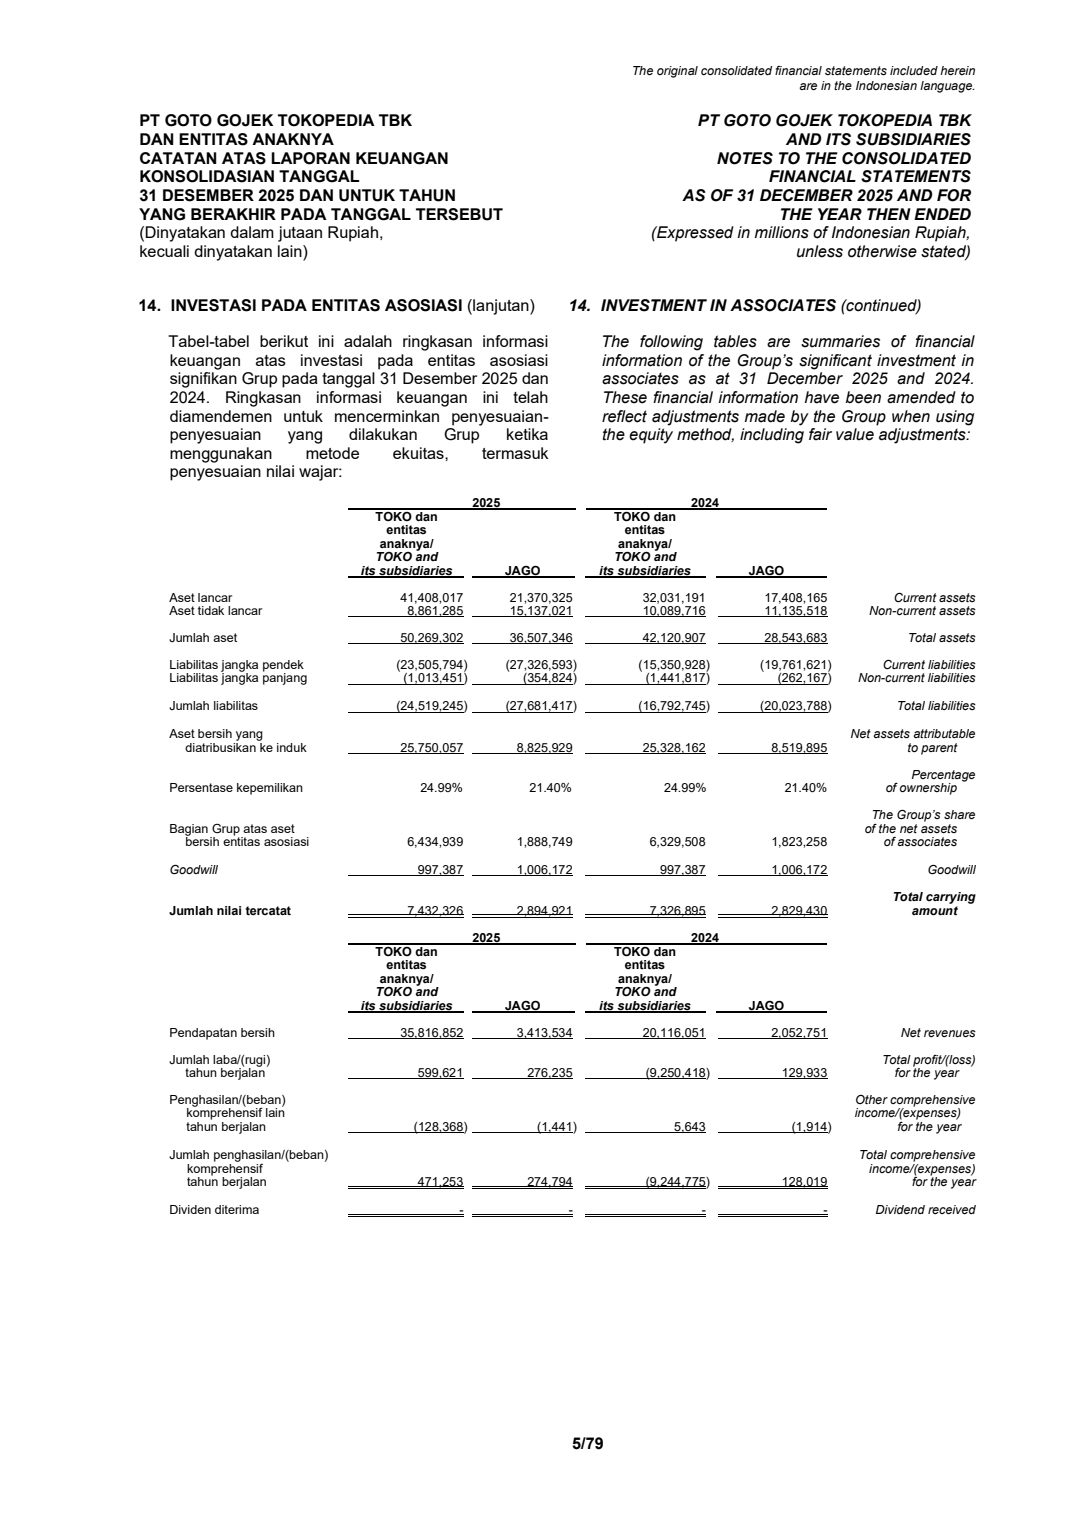 The original consolidated financial statements included herein
are in the Indonesian language.
PT GOTO GOJEK TOKOPEDIA TBK
DAN ENTITAS ANAKNYA
CATATAN ATAS LAPORAN KEUANGAN
KONSOLIDASIAN TANGGAL
31 DESEMBER 2025 DAN UNTUK TAHUN
YANG BERAKHIR PADA TANGGAL TERSEBUT
(Dinyatakan dalam jutaan Rupiah,
kecuali dinyatakan lain)
PT GOTO GOJEK TOKOPEDIA TBK
AND ITS SUBSIDIARIES
NOTES TO THE CONSOLIDATED
FINANCIAL STATEMENTS
AS OF 31 DECEMBER 2025 AND FOR
THE YEAR THEN ENDED
(Expressed in millions of Indonesian Rupiah,
unless otherwise stated)
14. INVESTASI PADA ENTITAS ASOSIASI (lanjutan)
Tabel-tabel berikut ini adalah ringkasan informasi
keuangan atas investasi pada entitas asosiasi
signifikan Grup pada tanggal 31 Desember 2025 dan
2024. Ringkasan informasi keuangan ini telah
diamendemen untuk mencerminkan penyesuaian-
penyesuaian yang dilakukan Grup ketika
menggunakan metode ekuitas, termasuk
penyesuaian nilai wajar:
14. INVESTMENT IN ASSOCIATES (continued)
The following tables are summaries of financial
information of the Group's significant investment in
associates as at 31 December 2025 and 2024.
These financial information have been amended to
reflect adjustments made by the Group when using
the equity method, including fair value adjustments:
2025 2024
TOKO dan TOKO dan
entitas entitas
anaknya/ anaknya/
TOKO and TOKO and
its subsidiaries JAGO its subsidiaries JAGO
Aset lancar 41,408,017 21,370,325 32,031,191 17,408,165 Current assets
Aset tidak lancar 8,861,285 15,137,021 10,089,716 11,135,518 Non-current assets
Jumlah aset 50,269,302 36,507,346 42,120,907 28,543,683 Total assets
Liabilitas jangka pendek (23,505,794) (27,326,593) (15,350,928) (19,761,621) Current liabilities
Liabilitas jangka panjang (1,013,451) (354,824) (1,441,817) (262,167) Non-current liabilities
Jumlah liabilitas (24,519,245) (27,681,417) (16,792,745) (20,023,788) Total liabilities
Aset bersih yang Net assets attributable
diatribusikan ke induk 25,750,057 8,825,929 25,328,162 8,519,895 to parent
Percentage
Persentase kepemilikan 24.99% 21.40% 24.99% 21.40% of ownership
The Group's share
Bagian Grup atas aset of the net assets
bersih entitas asosiasi 6,434,939 1,888,749 6,329,508 1,823,258 of associates
Goodwill 997,387 1,006,172 997,387 1,006,172 Goodwill
Total carrying
Jumlah nilai tercatat 7,432,326 2,894,921 7,326,895 2,829,430 amount
2025 2024
TOKO dan TOKO dan
entitas entitas
anaknya/ anaknya/
TOKO and TOKO and
its subsidiaries JAGO its subsidiaries JAGO
Pendapatan bersih 35,816,852 3,413,534 20,116,051 2,052,751 Net revenues
Jumlah laba/(rugi) Total profit/(loss)
tahun berjalan 599,621 276,235 (9,250,418) 129,933 for the year
Penghasilan/(beban) Other comprehensive
komprehensif lain income/(expenses)
tahun berjalan (128,368) (1,441) 5,643 (1,914) for the year
Jumlah penghasilan/(beban) Total comprehensive
komprehensif income/(expenses)
tahun berjalan 471,253 274,794 (9,244,775) 128,019 for the year
Dividen diterima - - - - Dividend received
5/79